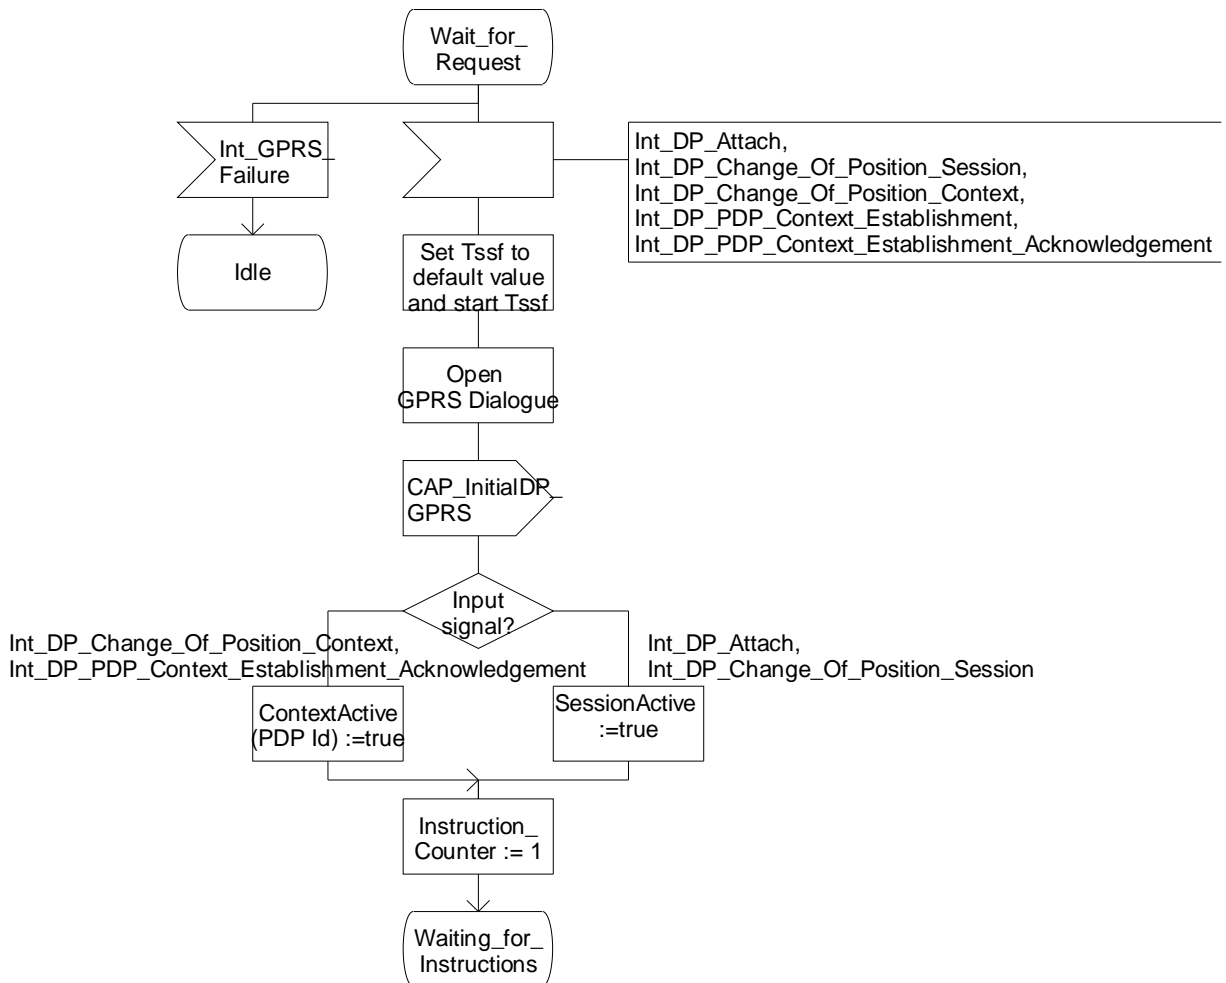 Wait_for_
Request
Int_GPRS_
Failure
Int_DP_Attach,
Int_DP_Change_Of_Position_Session,
Int_DP_Change_Of_Position_Context,
Int_DP_PDP_Context_Establishment,
Int_DP_PDP_Context_Establishment_Acknowledgement
Idle
Set Tssf to
default value
and start Tssf
Open
GPRS Dialogue
CAP_InitialDP_
GPRS
Input
signal?
Int_DP_Change_Of_Position_Context,
Int_DP_PDP_Context_Establishment_Acknowledgement
Int_DP_Attach,
Int_DP_Change_Of_Position_Session
ContextActive
(PDP Id) :=true
SessionActive
:=true
Instruction_
Counter := 1
Waiting_for_
Instructions